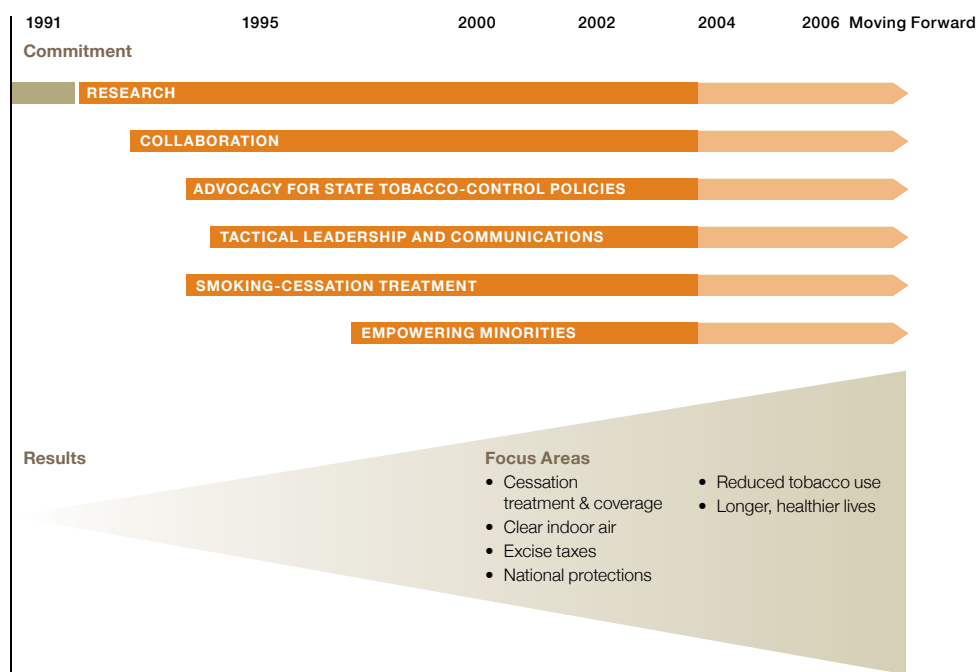 1991 1995 2000 2002 2004 2006 Moving Forward
Commitment
RESEARCH
COLLABORATION
ADVOCACY FOR STATE TOBACCO-CONTROL POLICIES
TACTICAL LEADERSHIP AND COMMUNICATIONS
SMOKING-CESSATION TREATMENT
EMPOWERING MINORITIES
Results
Focus Areas
• Cessation
treatment & coverage
• Clear indoor air
• Excise taxes
• National protections
• Reduced tobacco use
• Longer, healthier lives